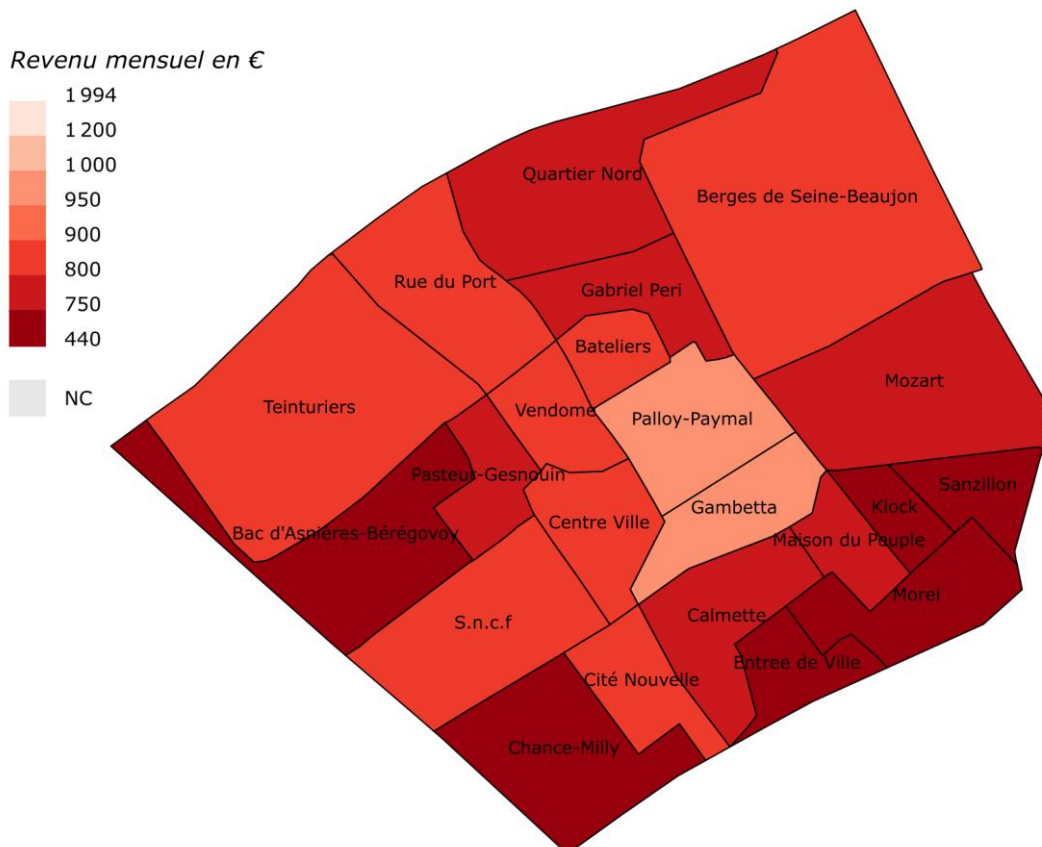 Revenu mensuel en €
1 994
1 200
1 000
950
900
800
750
440
NC
Quartier Nord
Berges de Seine-Beaujon
Rue du Port
Gabriel Peri
Bateliers
Mozart
Teinturiers
Vendome
Palloy-Paymal
Pasteur-Gesnouin
Sanzillon
Klock
Gambetta
Centre Ville
Bac d'Asnières-Bérégovoy
Maison du Peuple
Morel
Calmette
S.n.c.f
Entree de Ville
Cité Nouvelle
Chance-Milly